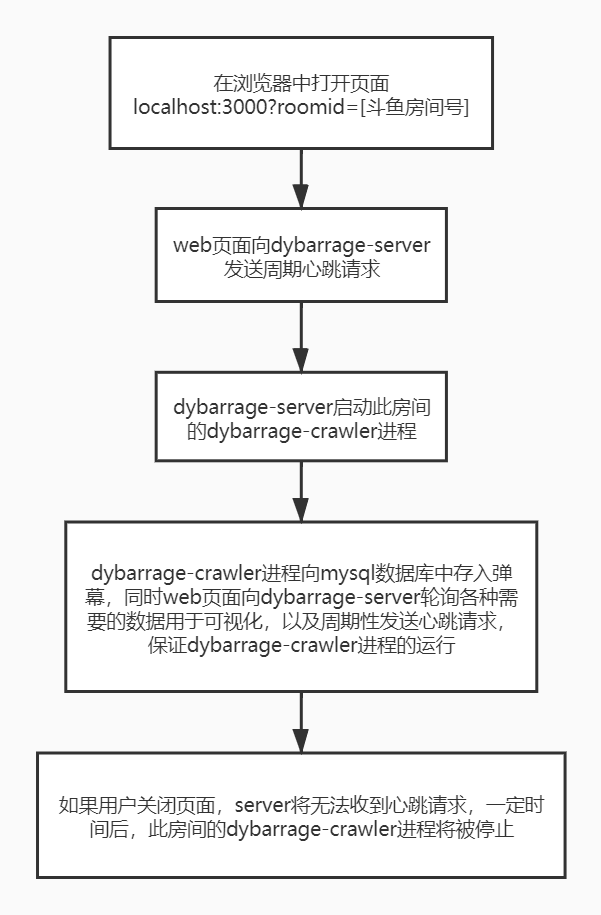 在浏览器中打开页面
localhost:3000?roomid=[斗鱼房间号]
web页面向dybarrage-server
发送周期心跳请求
dybarrage-server启动此房间
的dybarrage-crawler进程
dybarrage-crawler进程向mysql数据库中存入弹
幕，同时web页面向dybarrage-server轮询各种需
要的数据用于可视化，以及周期性发送心跳请求，
保证dybarrage-crawler进程的运行
如果用户关闭页面，server将无法收到心跳请求，一定时
间后，此房间的dybarrage-crawler进程将被停止